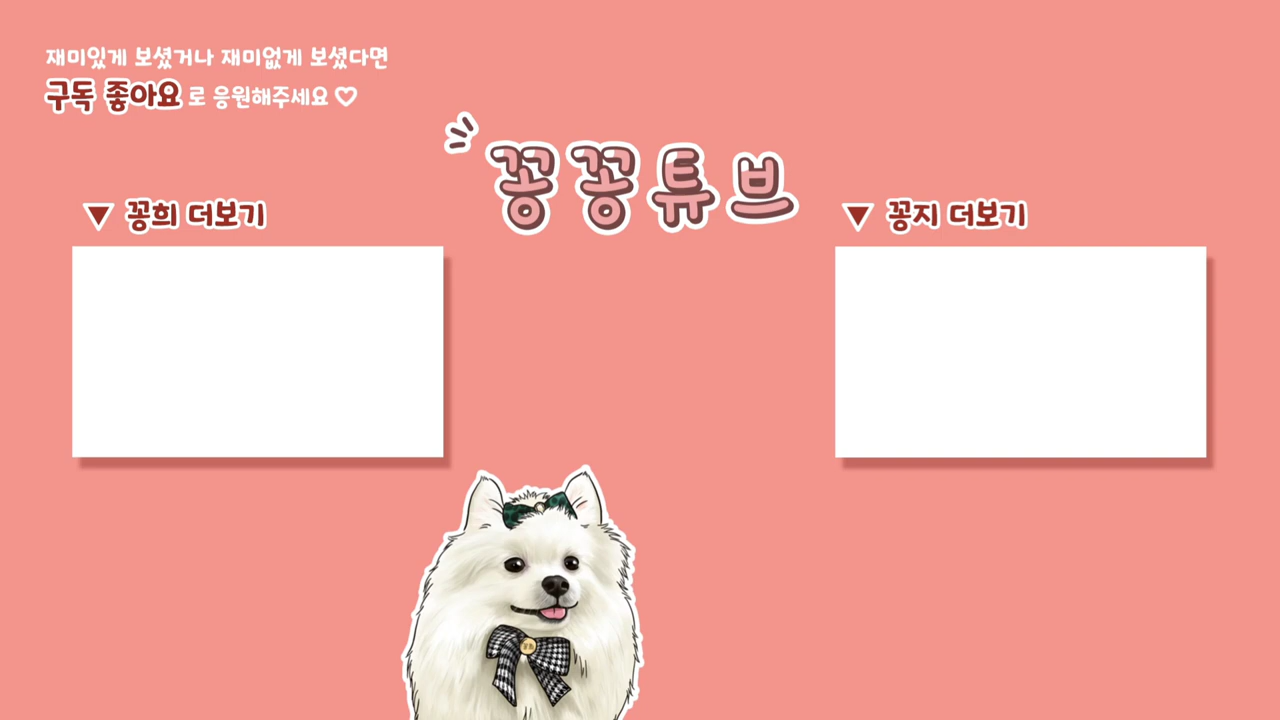 재미있게 보셨거나 재미없게 보셨다면
구독 좋아요 로 응원해주세요 ♡
꽁꽁튜브
▼ 꽁희 더보기
▼ 꽁지 더보기